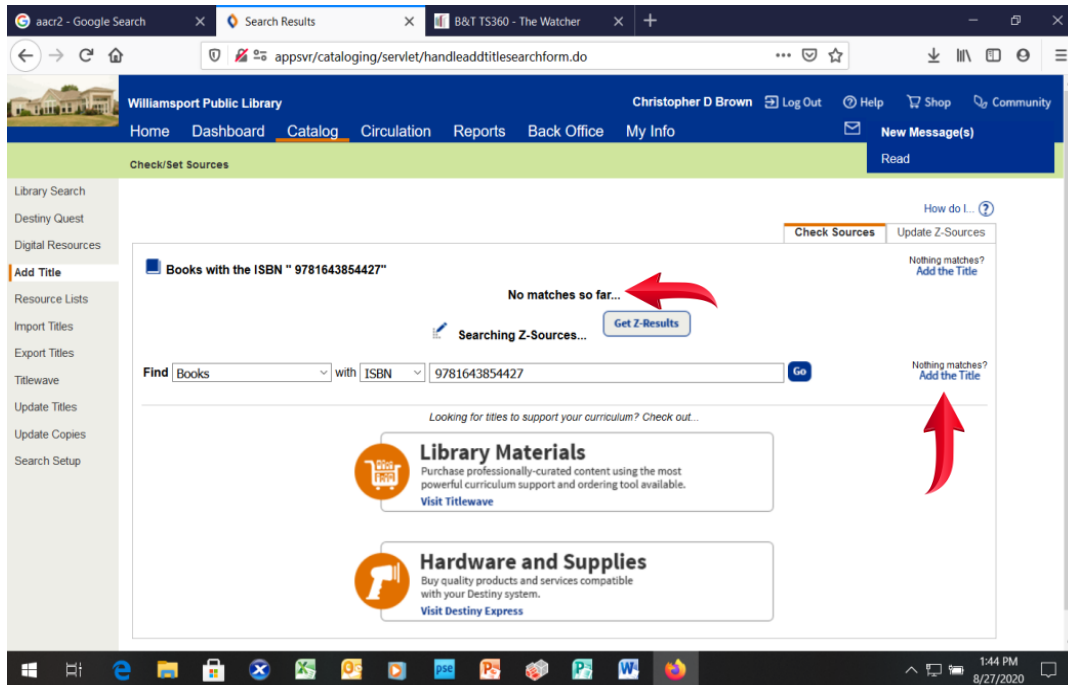 aacr2 - Google Search
Search Results
B&T TS360 - The Watcher
appsvr/cataloging/servlet/handleaddtitlesearchform.do
Williamsport Public Library
Christopher D Brown Log Out Help Shop Community
Home Dashboard Catalog Circulation Reports Back Office My Info
New Message(s)
Read
Check/Set Sources
Library Search
Destiny Quest
Digital Resources
Add Title
Resource Lists
Import Titles
Export Titles
Titlewave
Update Titles
Update Copies
Search Setup
How do I... ?
Check Sources Update Z-Sources
Books with the ISBN " 9781643854427"
Nothing matches?
Add the Title
No matches so far...
Searching Z-Sources... Get Z-Results
Find Books with ISBN 9781643854427 Go
Nothing matches?
Add the Title
Looking for titles to support your curriculum? Check out...
Library Materials
Purchase professionally-curated content using the most
powerful curriculum support and ordering tool available.
Visit Titlewave
Hardware and Supplies
Buy quality products and services compatible
with your Destiny system.
Visit Destiny Express
pse
1:44 PM
8/27/2020